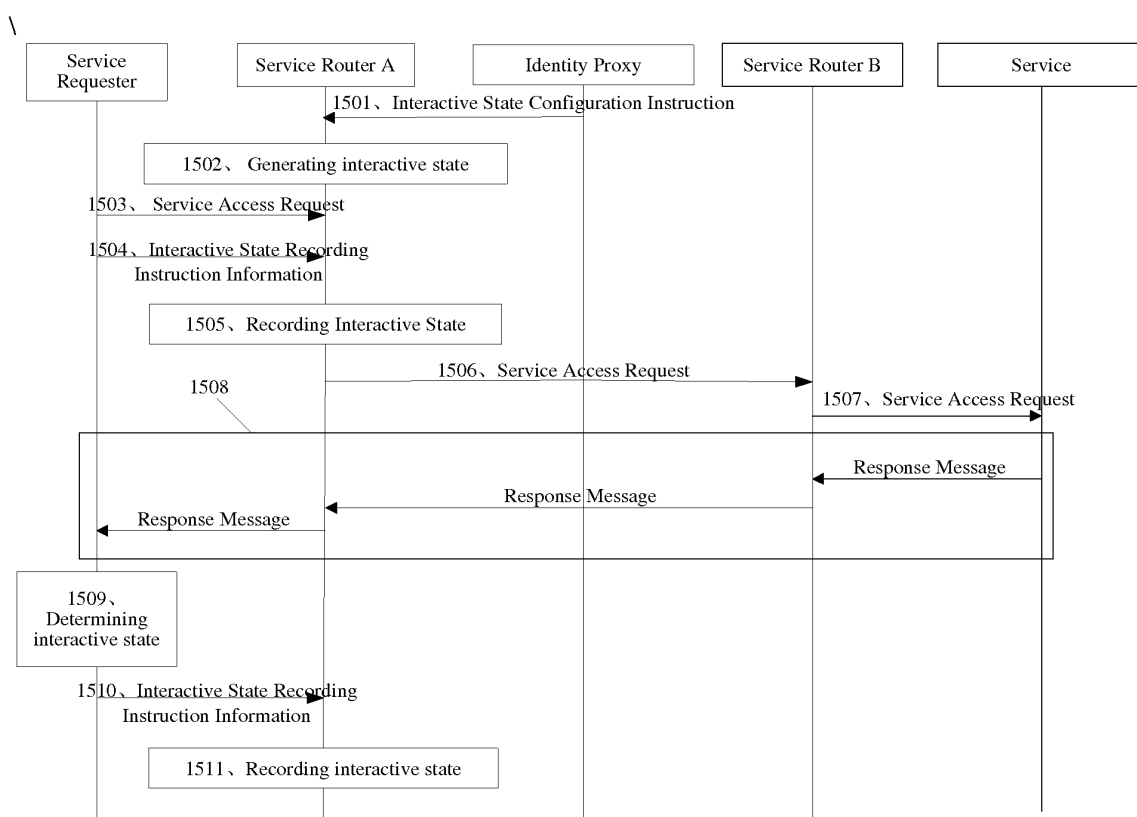 \
Service
Requester
Service Router A
Identity Proxy
Service Router B
Service
1501、Interactive State Configuration Instruction
1502、 Generating interactive state
1503、 Service Access Request
1504、Interactive State Recording
Instruction Information
1505、Recording Interactive State
1506、Service Access Request
1508
1507、Service Access Request
Response Message
Response Message
Response Message
1509、
Determining
interactive state
1510、Interactive State Recording
Instruction Information
1511、Recording interactive state